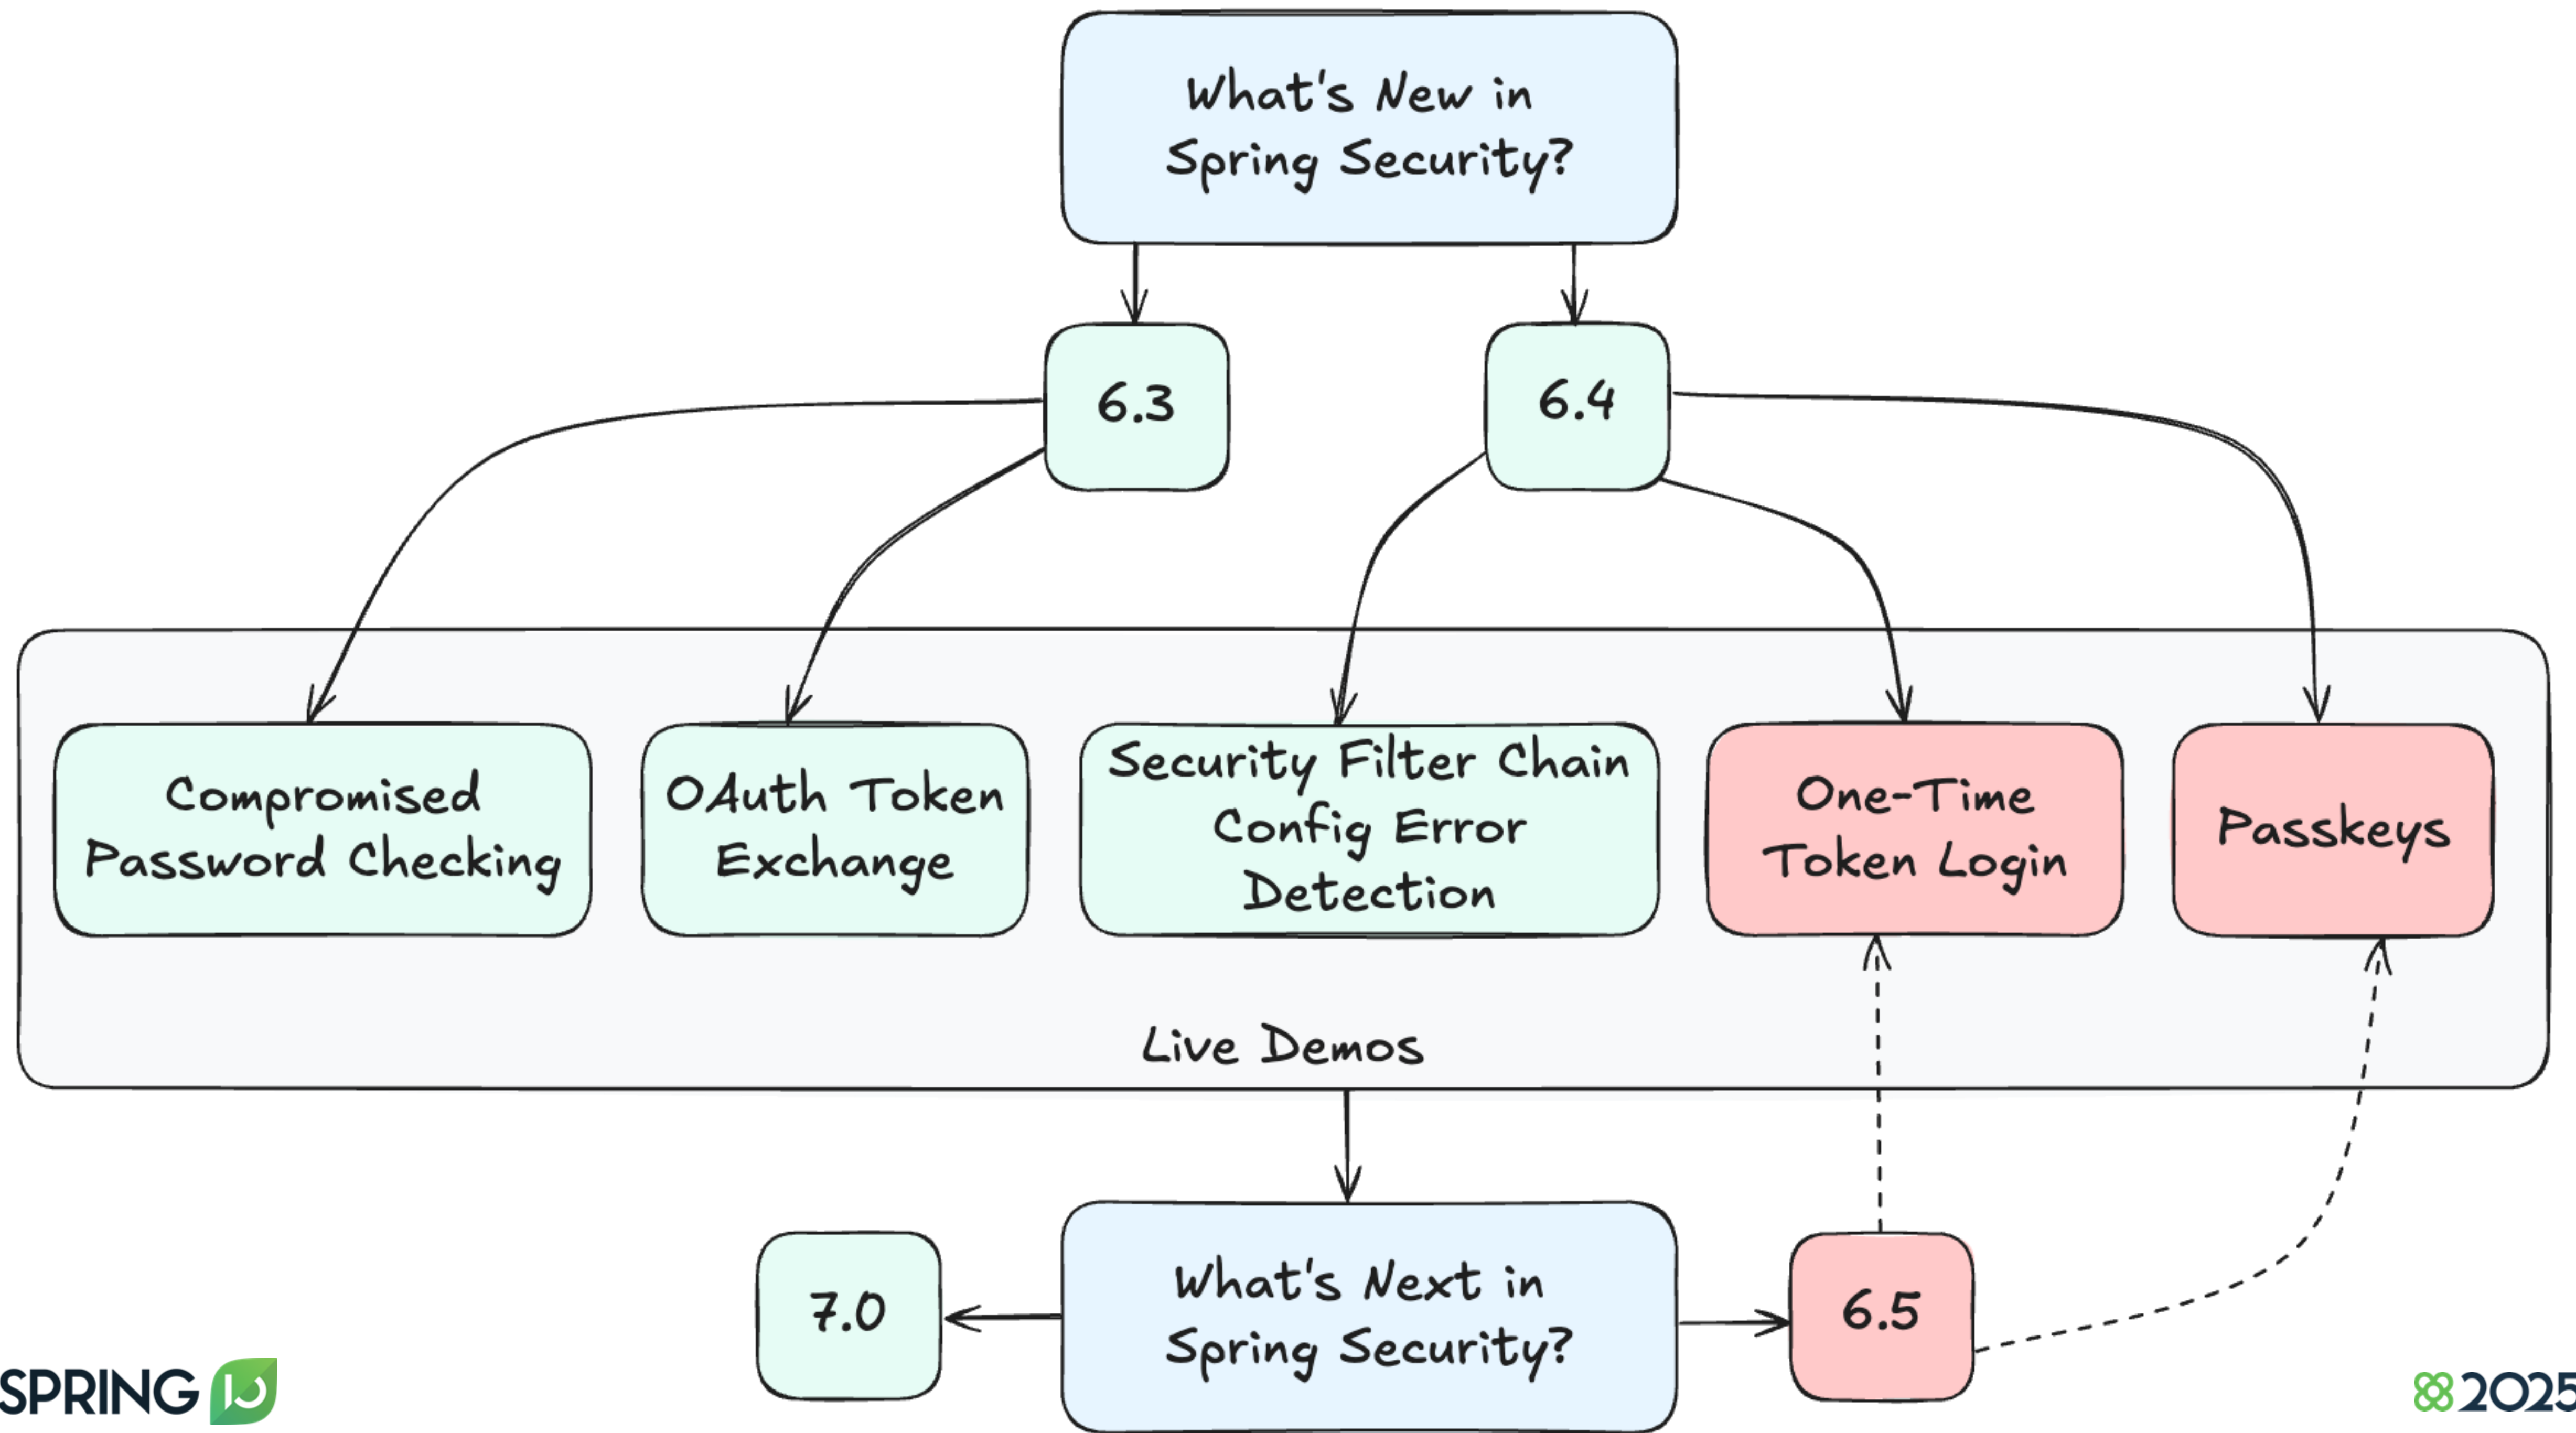 What's New in
Spring Security?
6.3
6.4
Compromised
Password Checking
OAuth Token
Exchange
Security Filter Chain
Config Error
Detection
One-Time
Token Login
Passkeys
Live Demos
7.0
What's Next in
Spring Security?
6.5
SPRING IO
2025